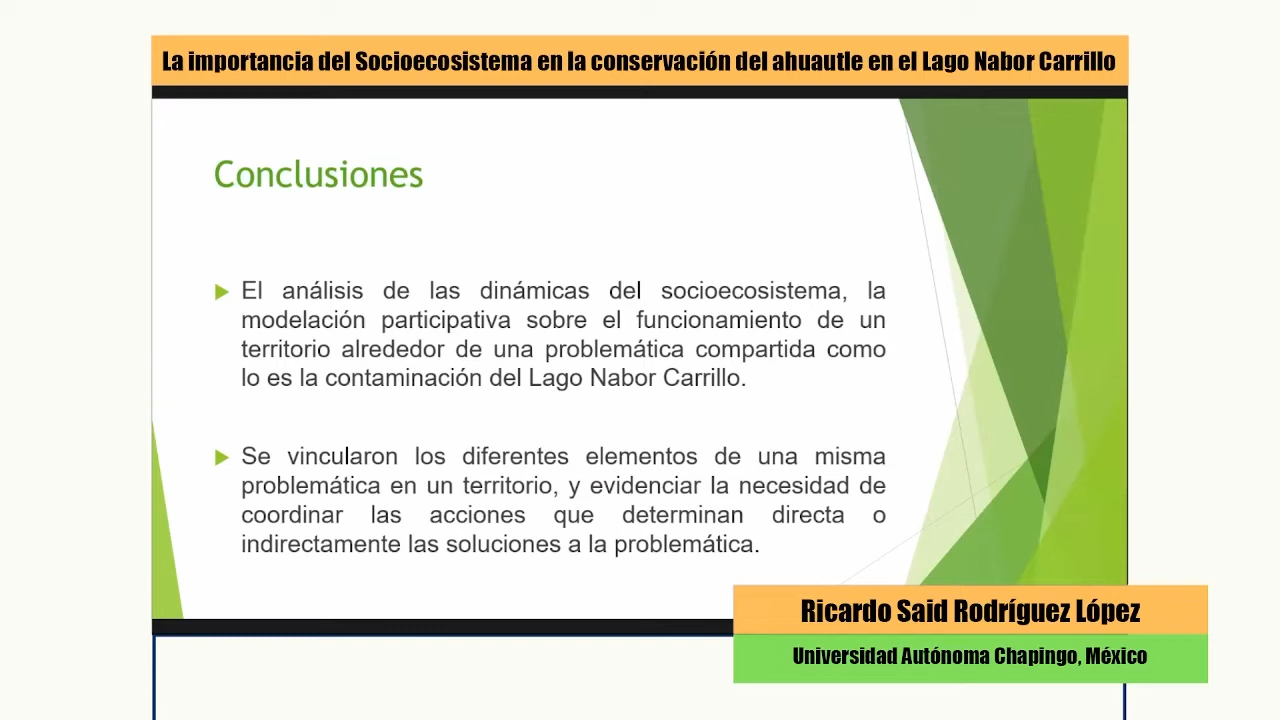 La importancia del Socioecosistema en la conservación del ahuautle en el Lago Nabor Carrillo
Conclusiones
El análisis de las dinámicas del socioecosistema, la
modelación participativa sobre el funcionamiento de un
territorio alrededor de una problemática compartida como
lo es la contaminación del Lago Nabor Carrillo.
Se vincularon los diferentes elementos de una misma
problemática en un territorio, y evidenciar la necesidad de
coordinar las acciones que determinan directa o
indirectamente las soluciones a la problemática.
Ricardo Said Rodríguez López
Universidad Autónoma Chapingo, México